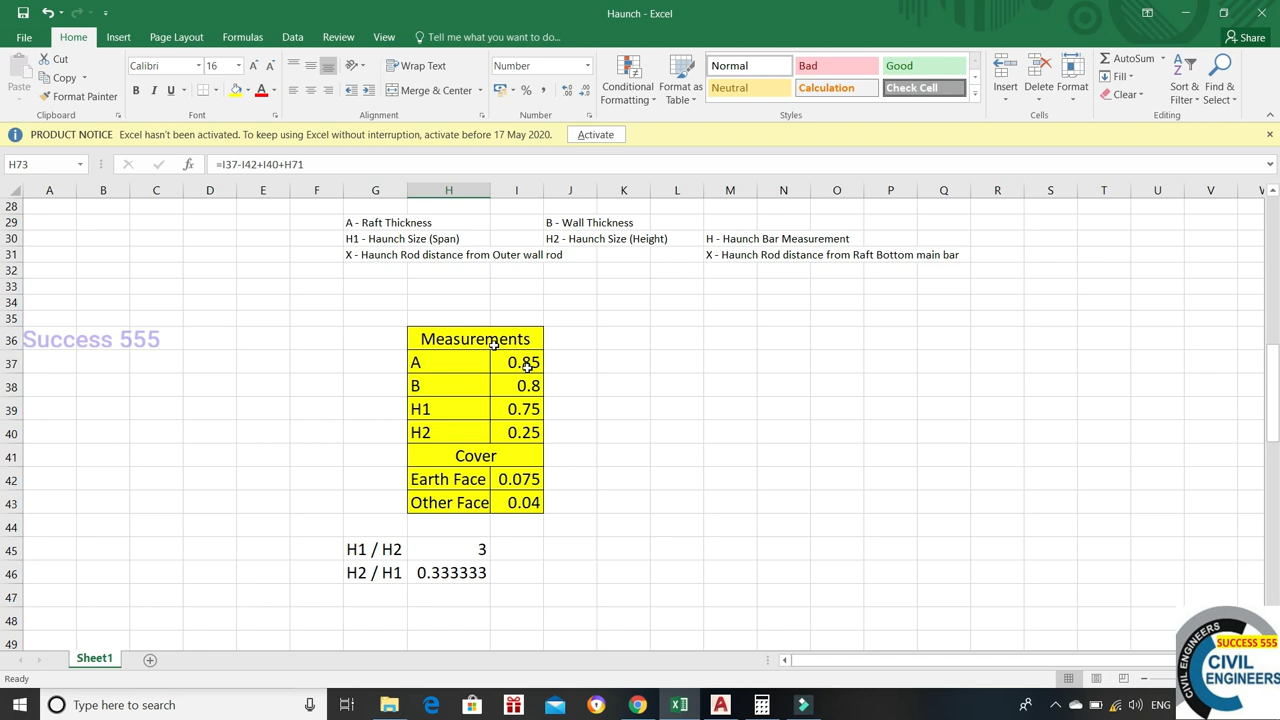 Haunch - Excel
File Home Insert Page Layout Formulas Data Review View Tell me what you want to do... Share
Paste
Cut
Copy
Format Painter
Clipboard
Calibri 16
B I U
Font
Wrap Text
Merge & Center
Alignment
Number
Number
Conditional Formatting
Format as Table
Normal Bad Good
Neutral Calculation Check Cell
Styles
Insert Delete Format
Cells
AutoSum
Fill
Clear
Sort & Filter
Find & Select
Editing
PRODUCT NOTICE Excel hasn't been activated. To keep using Excel without interruption, activate before 17 May 2020. Activate
H73 fx =I37-I42+I40+H71
A B C D E F G H I J K L M N O P Q R S T U V W
28
29 A - Raft Thickness B - Wall Thickness
30 H1 - Haunch Size (Span) H2 - Haunch Size (Height) H - Haunch Bar Measurement
31 X - Haunch Rod distance from Outer wall rod X - Haunch Rod distance from Raft Bottom main bar
32
33
34
35
36 Success 555 Measurements
37 A 0.85
38 B 0.8
39 H1 0.75
40 H2 0.25
41 Cover
42 Earth Face 0.075
43 Other Face 0.04
44
45 H1 / H2 3
46 H2 / H1 0.333333
47
48
49
SUCCESS 555
CIVIL ENGINEERS
CIVIL
ENGINEERS
Sheet1
Ready
Type here to search
ENG